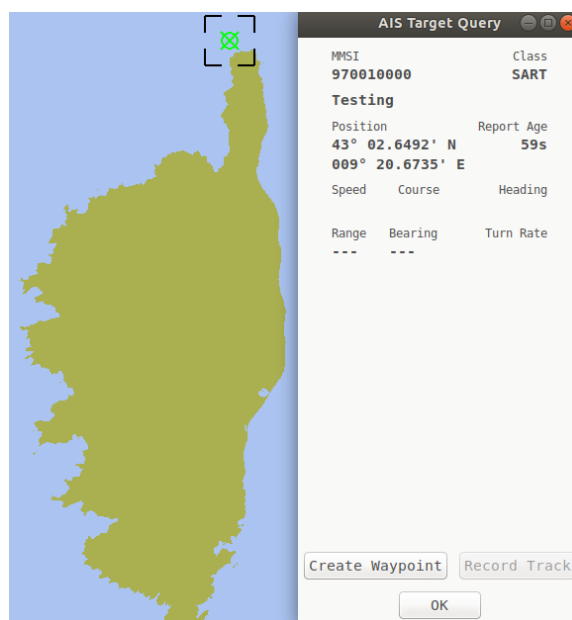 AIS Target Query
MMSI Class
970010000 SART
Testing
Position Report Age
43° 02.6492' N 59s
009° 20.6735' E
Speed Course Heading
Range Bearing Turn Rate
--- ---
Create Waypoint Record Track
OK